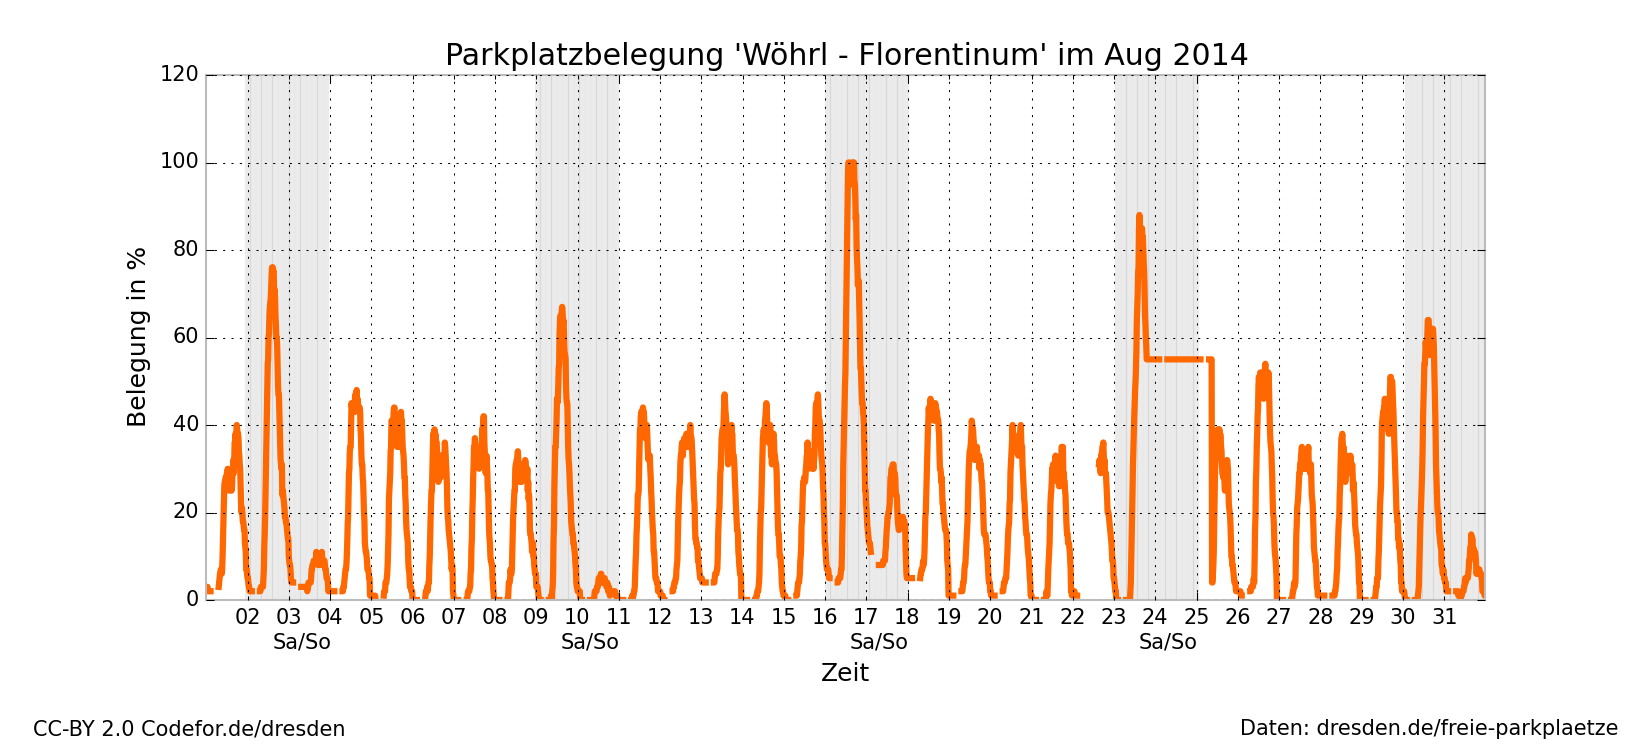 Parkplatzbelegung 'Wöhrl - Florentinum' im Aug 2014
120
100
80
60
40
20
0
Belegung in %
02 03 04 05 06 07 08 09 10 11 12 13 14 15 16 17 18 19 20 21 22 23 24 25 26 27 28 29 30 31
Sa/So Sa/So Sa/So Sa/So
Zeit
CC-BY 2.0 Codefor.de/dresden
Daten: dresden.de/freie-parkplaetze